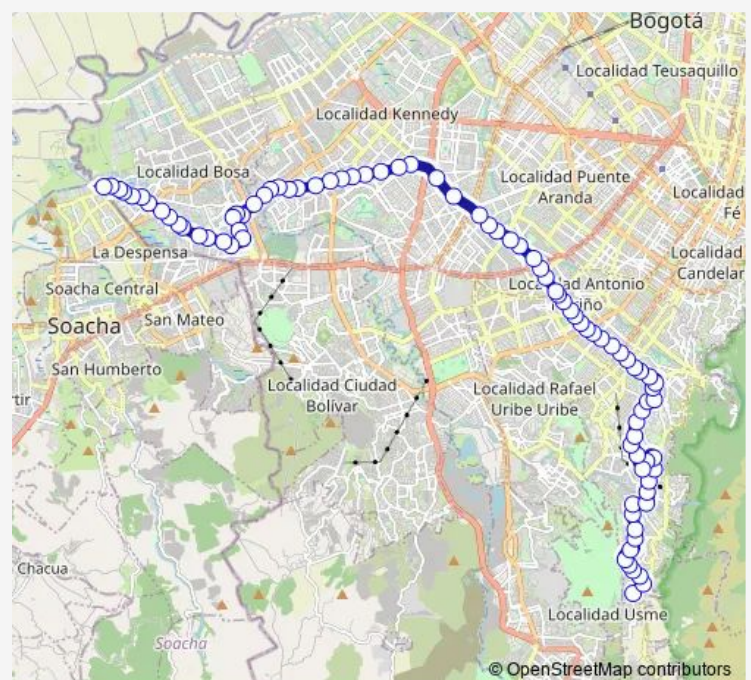 Bogotá
Localidad Teusaquillo
Localidad Kennedy
Localidad Bosa
Localidad Puente
Aranda
Localidad
Fé
La Despensa
Localidad
Candelar
Soacha Central
Localidad Antonio
Soacha
San Mateo
San Humberto
Localidad Ciudad
Bolívar
Localidad Rafael
Uribe Uribe
tir
Chacua
Localidad Usme
Soacha
© OpenStreetMap contributors